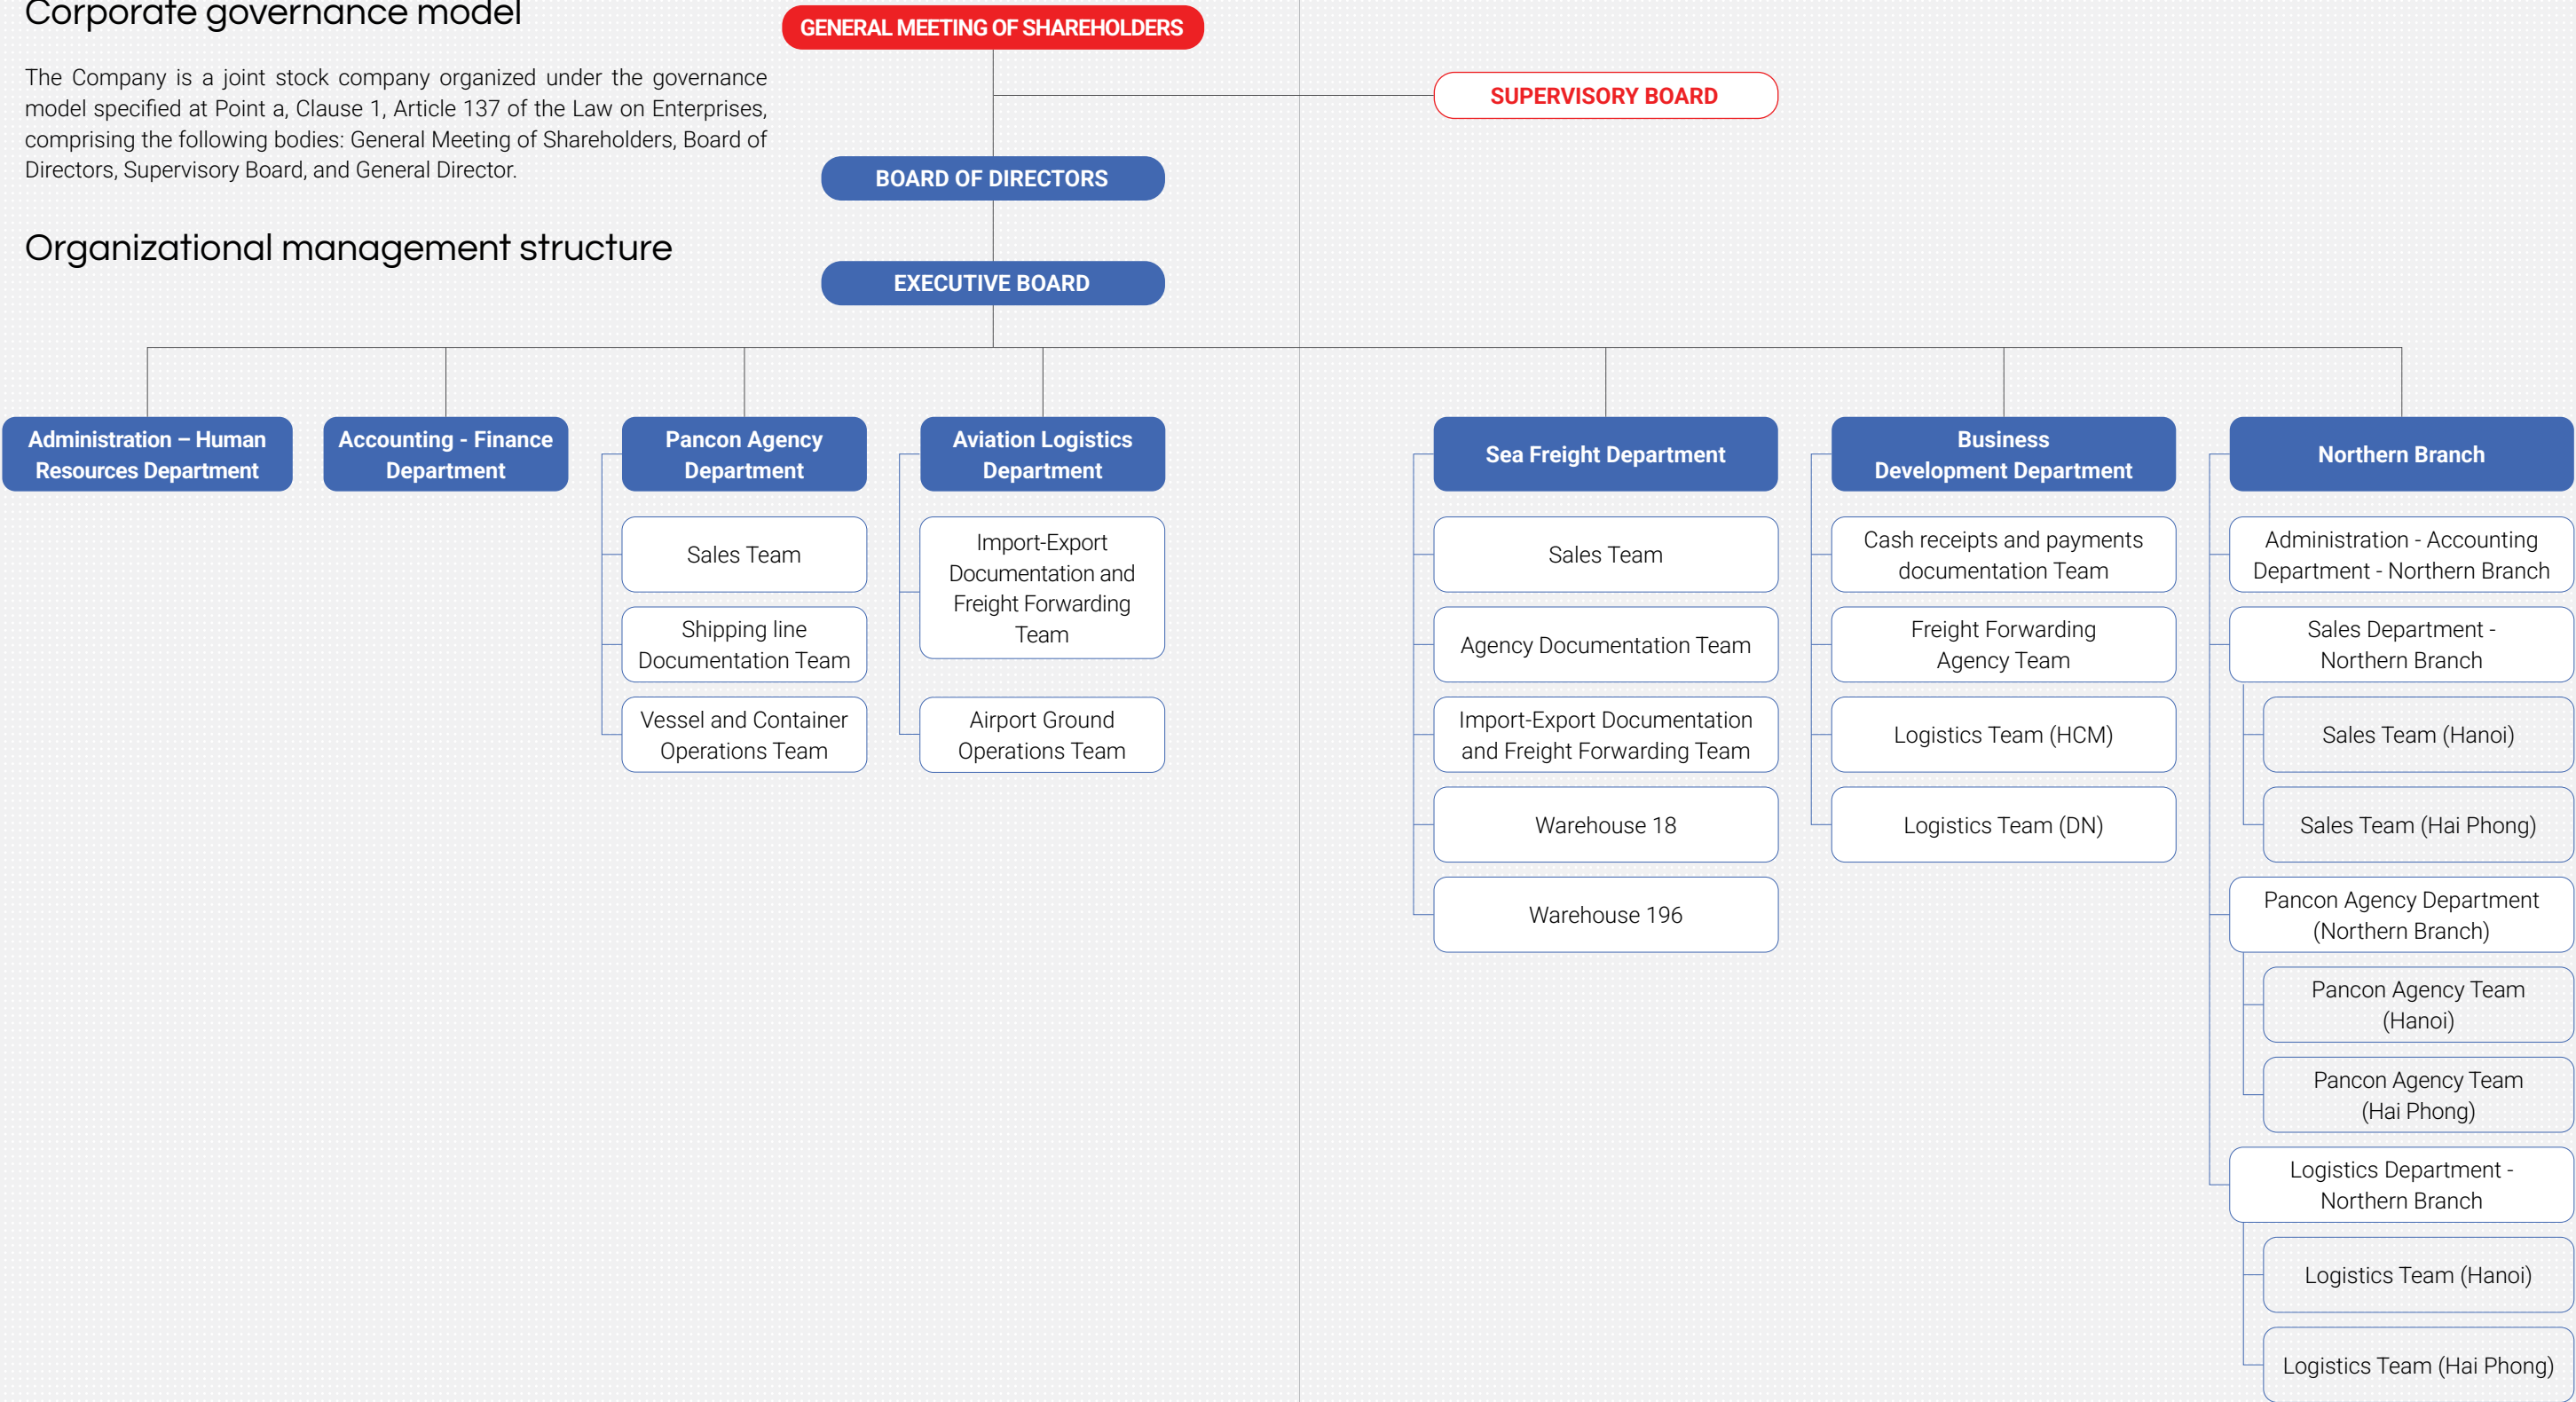 Corporate governance model
The Company is a joint stock company organized under the governance
model specified at Point a, Clause 1, Article 137 of the Law on Enterprises,
comprising the following bodies: General Meeting of Shareholders, Board of
Directors, Supervisory Board, and General Director.
Organizational management structure
GENERAL MEETING OF SHAREHOLDERS
SUPERVISORY BOARD
BOARD OF DIRECTORS
EXECUTIVE BOARD
Administration – Human
Resources Department
Accounting - Finance
Department
Pancon Agency
Department
Sales Team
Shipping line
Documentation Team
Vessel and Container
Operations Team
Aviation Logistics
Department
Import-Export
Documentation and
Freight Forwarding
Team
Airport Ground
Operations Team
Sea Freight Department
Sales Team
Agency Documentation Team
Import-Export Documentation
and Freight Forwarding Team
Warehouse 18
Warehouse 196
Business
Development Department
Cash receipts and payments
documentation Team
Freight Forwarding
Agency Team
Logistics Team (HCM)
Logistics Team (DN)
Northern Branch
Administration - Accounting
Department - Northern Branch
Sales Department -
Northern Branch
Sales Team (Hanoi)
Sales Team (Hai Phong)
Pancon Agency Department
(Northern Branch)
Pancon Agency Team
(Hanoi)
Pancon Agency Team
(Hai Phong)
Logistics Department -
Northern Branch
Logistics Team (Hanoi)
Logistics Team (Hai Phong)